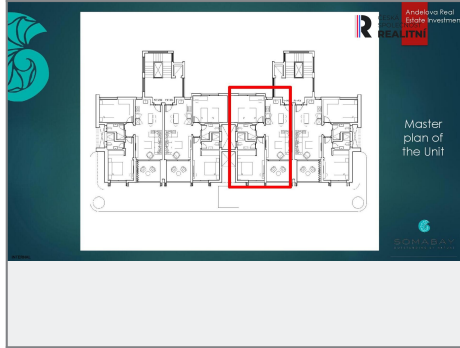 Andelova Real
Estate Investment
REALITNÍ
Master
plan of
the Unit
SOMABAY